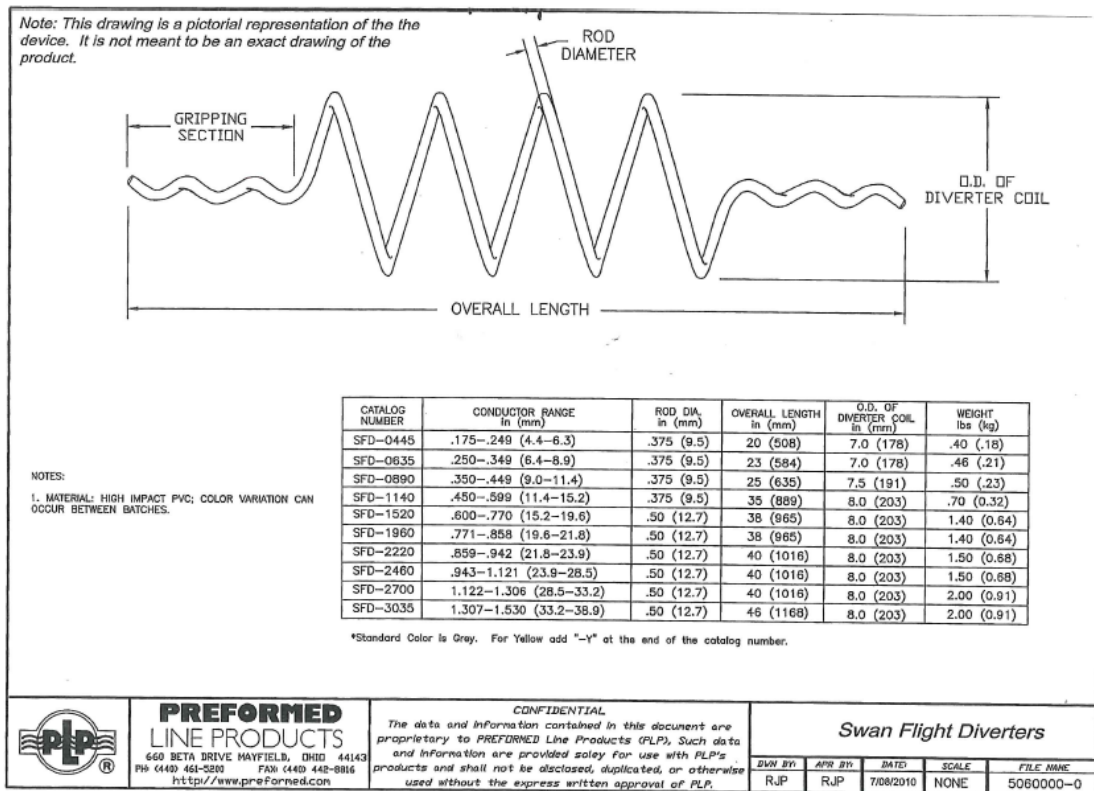 Note: This drawing is a pictorial representation of the the
device. It is not meant to be an exact drawing of the
product.
ROD
DIAMETER
GRIPPING
SECTION
O.D. OF
DIVERTER COIL
OVERALL LENGTH
NOTES:
1. MATERIAL: HIGH IMPACT PVC; COLOR VARIATION CAN
OCCUR BETWEEN BATCHES.
CATALOG NUMBER CONDUCTOR RANGE in (mm) ROD DIA. in (mm) OVERALL LENGTH in (mm) O.D. OF DIVERTER COIL in (mm) WEIGHT lbs (kg)
SFD-0445 .175-.249 (4.4-6.3) .375 (9.5) 20 (508) 7.0 (178) .40 (.18)
SFD-0635 .250-.349 (6.4-8.9) .375 (9.5) 23 (584) 7.0 (178) .46 (.21)
SFD-0890 .350-.449 (9.0-11.4) .375 (9.5) 25 (635) 7.5 (191) .50 (.23)
SFD-1140 .450-.599 (11.4-15.2) .375 (9.5) 35 (889) 8.0 (203) .70 (0.32)
SFD-1520 .600-.770 (15.2-19.6) .50 (12.7) 38 (965) 8.0 (203) 1.40 (0.64)
SFD-1960 .771-.858 (19.6-21.8) .50 (12.7) 38 (965) 8.0 (203) 1.40 (0.64)
SFD-2220 .859-.942 (21.8-23.9) .50 (12.7) 40 (1016) 8.0 (203) 1.50 (0.68)
SFD-2460 .943-1.121 (23.9-28.5) .50 (12.7) 40 (1016) 8.0 (203) 1.50 (0.68)
SFD-2700 1.122-1.306 (28.5-33.2) .50 (12.7) 40 (1016) 8.0 (203) 2.00 (0.91)
SFD-3035 1.307-1.530 (33.2-38.9) .50 (12.7) 46 (1168) 8.0 (203) 2.00 (0.91)
*Standard Color is Grey. For Yellow add "-Y" at the end of the catalog number.
PLP ®
PREFORMED
LINE PRODUCTS
660 BETA DRIVE MAYFIELD, OHIO 44143
PH: (440) 461-5200 FAX: (440) 442-8816
http://www.preformed.com
CONFIDENTIAL
The data and information contained in this document are
proprietary to PREFORMED Line Products (PLP). Such data
and information are provided soley for use with PLP's
products and shall not be disclosed, duplicated, or otherwise
used without the express written approval of PLP.
Swan Flight Diverters
DWN BY: APR BY: DATE: SCALE FILE NAME
RJP RJP 7/08/2010 NONE 5060000-0